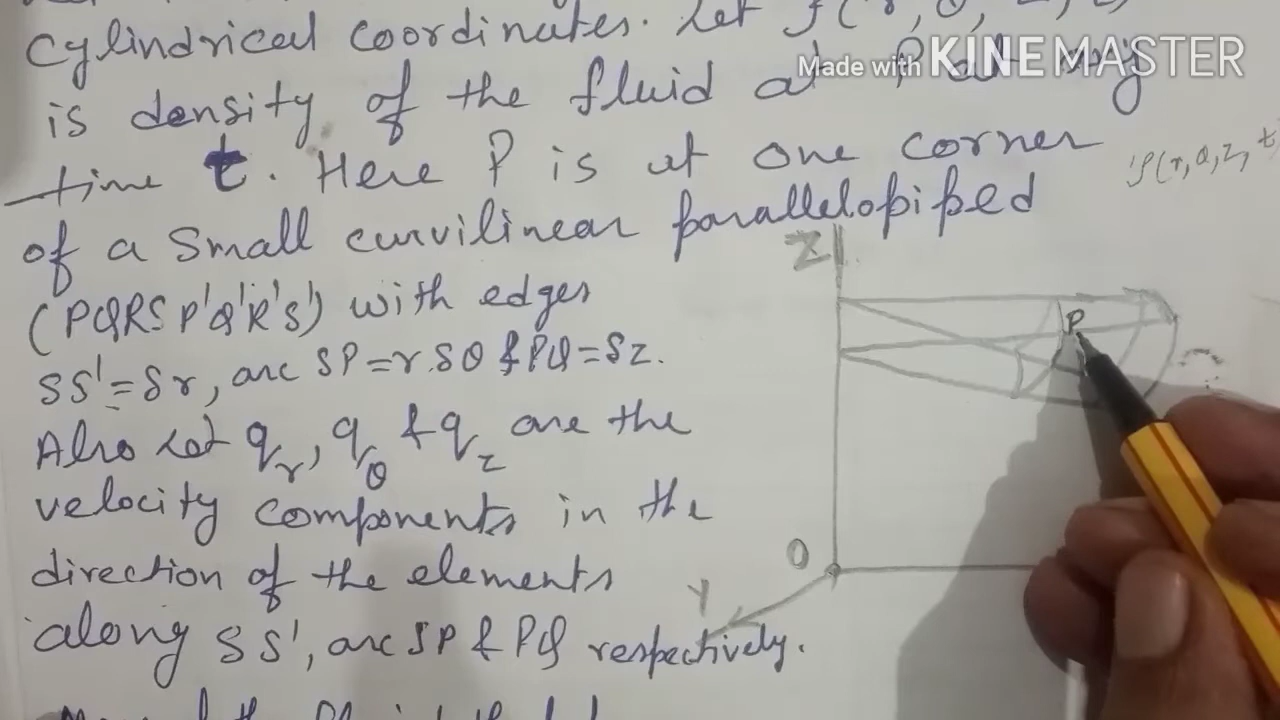 Cylindrical coordinates. Let ρ(r, θ, z, t)
Made with KINEMASTER
is density of the fluid at P at any
time t. Here P is at one corner
ρ(r, θ, z, t)
of a small curvilinear parallelopiped
(PQRS P'Q'R'S') with edges
SS' = δr, arc SP = r.δθ & PQ = δz.
Also let q_r, q_θ & q_z are the
velocity components in the
direction of the elements
along SS', arc SP & PQ respectively.
Z
P
O
Y